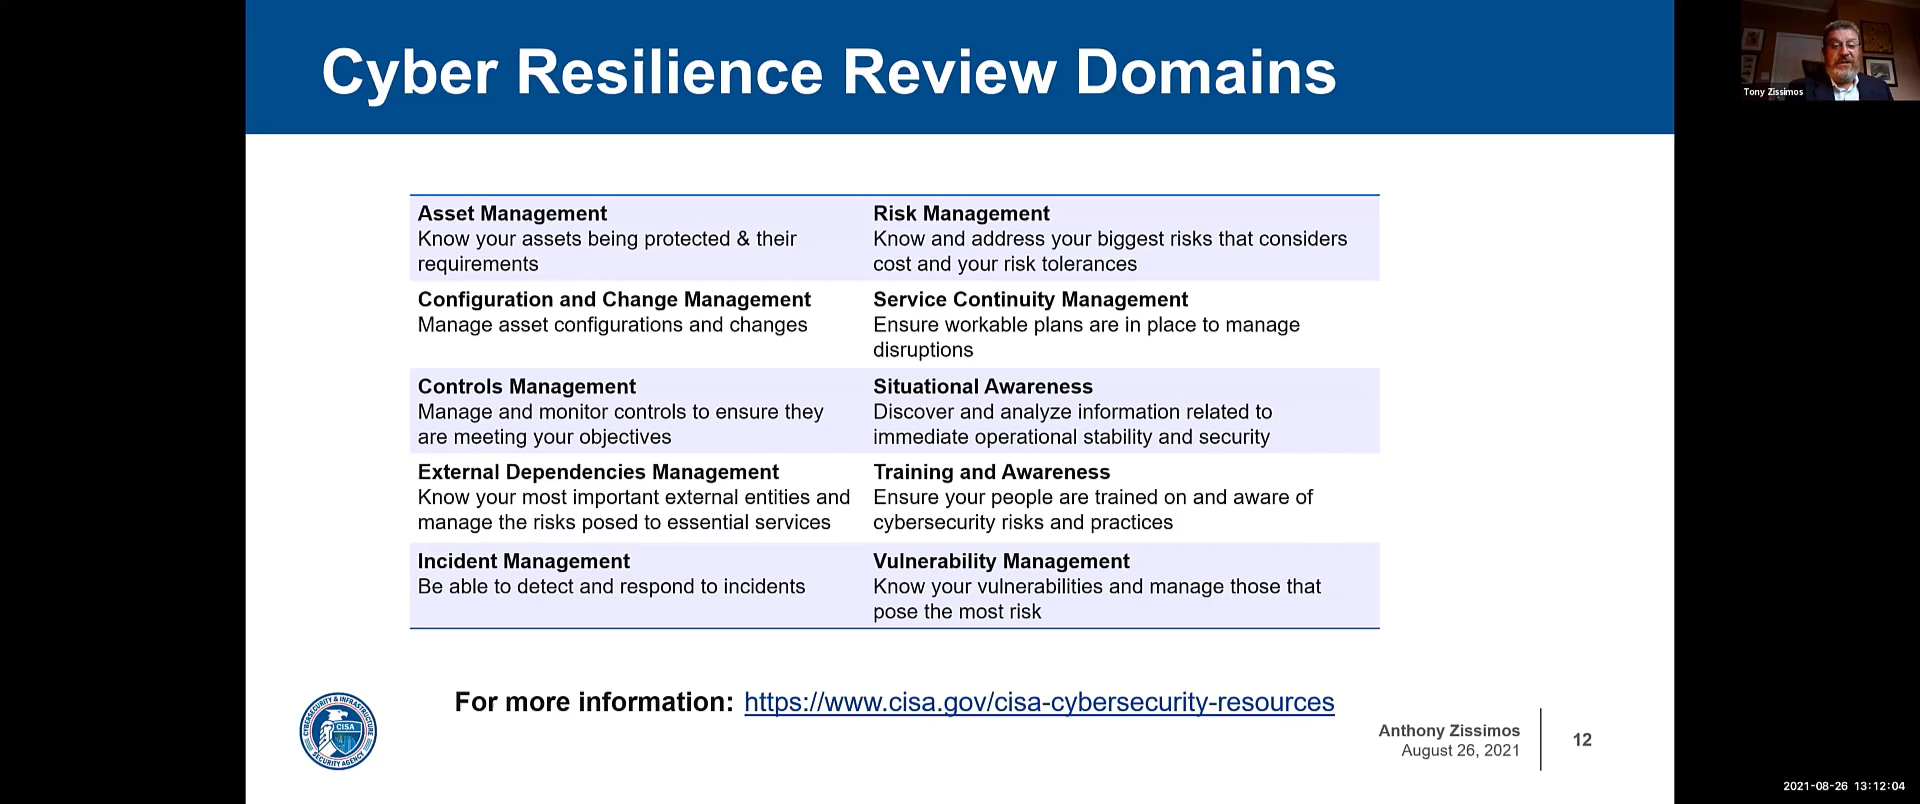 Cyber Resilience Review Domains
Tony Zissimos
Asset Management
Know your assets being protected & their
requirements
Risk Management
Know and address your biggest risks that considers
cost and your risk tolerances
Configuration and Change Management
Manage asset configurations and changes
Service Continuity Management
Ensure workable plans are in place to manage
disruptions
Controls Management
Manage and monitor controls to ensure they
are meeting your objectives
Situational Awareness
Discover and analyze information related to
immediate operational stability and security
External Dependencies Management
Know your most important external entities and
manage the risks posed to essential services
Training and Awareness
Ensure your people are trained on and aware of
cybersecurity risks and practices
Incident Management
Be able to detect and respond to incidents
Vulnerability Management
Know your vulnerabilities and manage those that
pose the most risk
For more information: https://www.cisa.gov/cisa-cybersecurity-resources
CYBERSECURITY & INFRASTRUCTURE
CISA
SECURITY AGENCY
Anthony Zissimos
August 26, 2021
12
2021-08-26 13:12:04